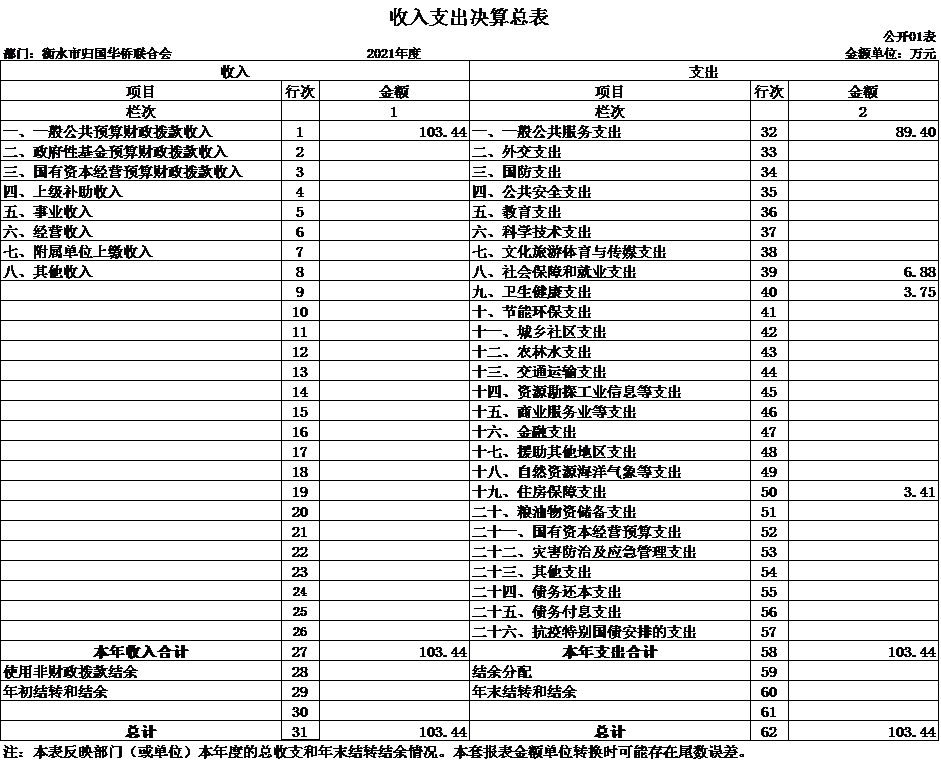 收入支出决算总表
公开01表
部门：衡水市归国华侨联合会 2021年度 金额单位：万元
收入 支出
项目 行次 金额 项目 行次 金额
栏次 1 栏次 2
一、一般公共预算财政拨款收入 1 103.44 一、一般公共服务支出 32 89.40
二、政府性基金预算财政拨款收入 2 二、外交支出 33
三、国有资本经营预算财政拨款收入 3 三、国防支出 34
四、上级补助收入 4 四、公共安全支出 35
五、事业收入 5 五、教育支出 36
六、经营收入 6 六、科学技术支出 37
七、附属单位上缴收入 7 七、文化旅游体育与传媒支出 38
八、其他收入 8 八、社会保障和就业支出 39 6.88
9 九、卫生健康支出 40 3.75
10 十、节能环保支出 41
11 十一、城乡社区支出 42
12 十二、农林水支出 43
13 十三、交通运输支出 44
14 十四、资源勘探工业信息等支出 45
15 十五、商业服务业等支出 46
16 十六、金融支出 47
17 十七、援助其他地区支出 48
18 十八、自然资源海洋气象等支出 49
19 十九、住房保障支出 50 3.41
20 二十、粮油物资储备支出 51
21 二十一、国有资本经营预算支出 52
22 二十二、灾害防治及应急管理支出 53
23 二十三、其他支出 54
24 二十四、债务还本支出 55
25 二十五、债务付息支出 56
26 二十六、抗疫特别国债安排的支出 57
本年收入合计 27 103.44 本年支出合计 58 103.44
使用非财政拨款结余 28 结余分配 59
年初结转和结余 29 年末结转和结余 60
30 61
总计 31 103.44 总计 62 103.44
注：本表反映部门（或单位）本年度的总收支和年末结转结余情况。本套报表金额单位转换时可能存在尾数误差。